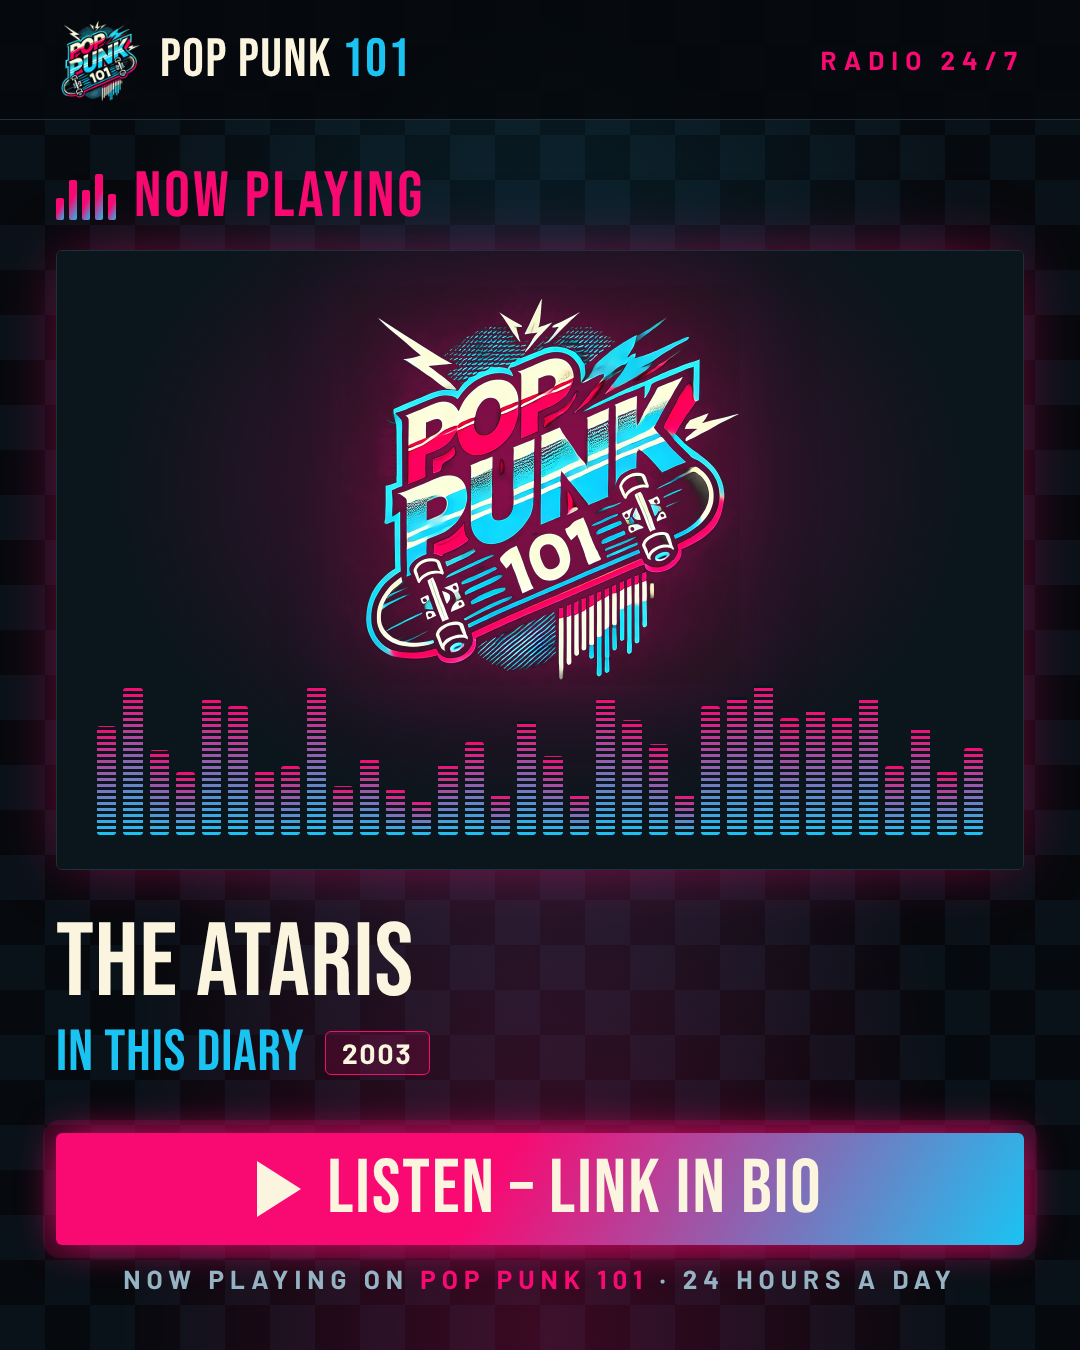 POP PUNK 101
POP PUNK 101
RADIO 24/7
NOW PLAYING
POP
PUNK
101
THE ATARIS
IN THIS DIARY 2003
LISTEN – LINK IN BIO
NOW PLAYING ON POP PUNK 101 · 24 HOURS A DAY